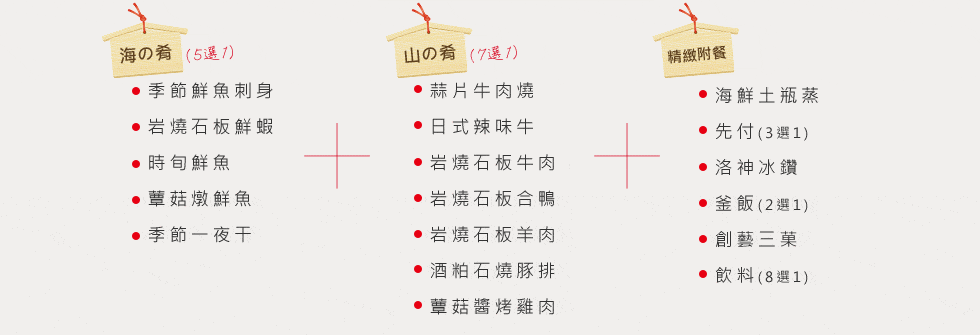 海の肴 (5選1)
季節鮮魚刺身
岩燒石板鮮蝦
時旬鮮魚
蕈菇燉鮮魚
季節一夜干
山の肴 (7選1)
蒜片牛肉燒
日式辣味牛
岩燒石板牛肉
岩燒石板合鴨
岩燒石板羊肉
酒粕石燒豚排
蕈菇醬烤雞肉
精緻附餐
海鮮土瓶蒸
先付(3選1)
洛神冰鑽
釜飯(2選1)
創藝三菓
飲料(8選1)